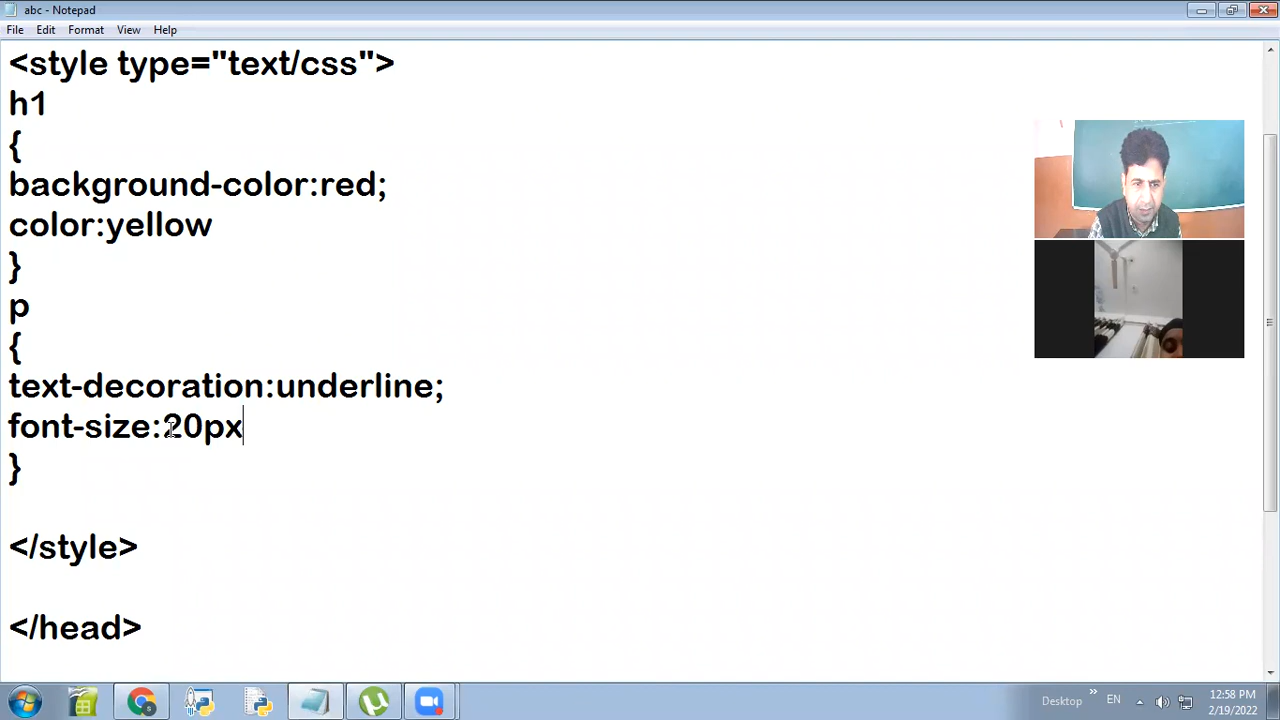 abc - Notepad
File Edit Format View Help
<style type="text/css">
h1
{
background-color:red;
color:yellow
}
p
{
text-decoration:underline;
font-size:20px
}
</style>
</head>
Desktop » EN 12:58 PM
2/19/2022